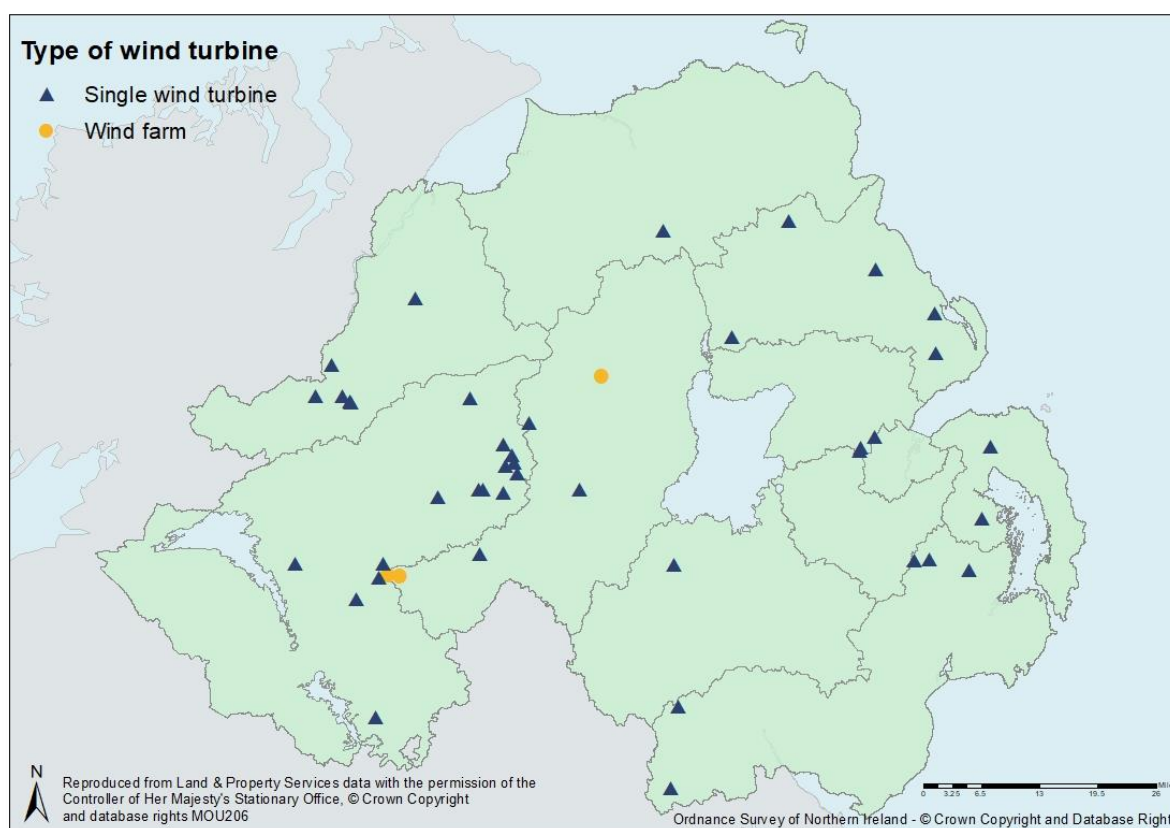 Type of wind turbine
Single wind turbine
Wind farm
N
Reproduced from Land & Property Services data with the permission of the
Controller of Her Majesty's Stationary Office, © Crown Copyright
and database rights MOU206
0 3.25 6.5 13 19.5 26
Ordnance Survey of Northern Ireland - © Crown Copyright and Database Right